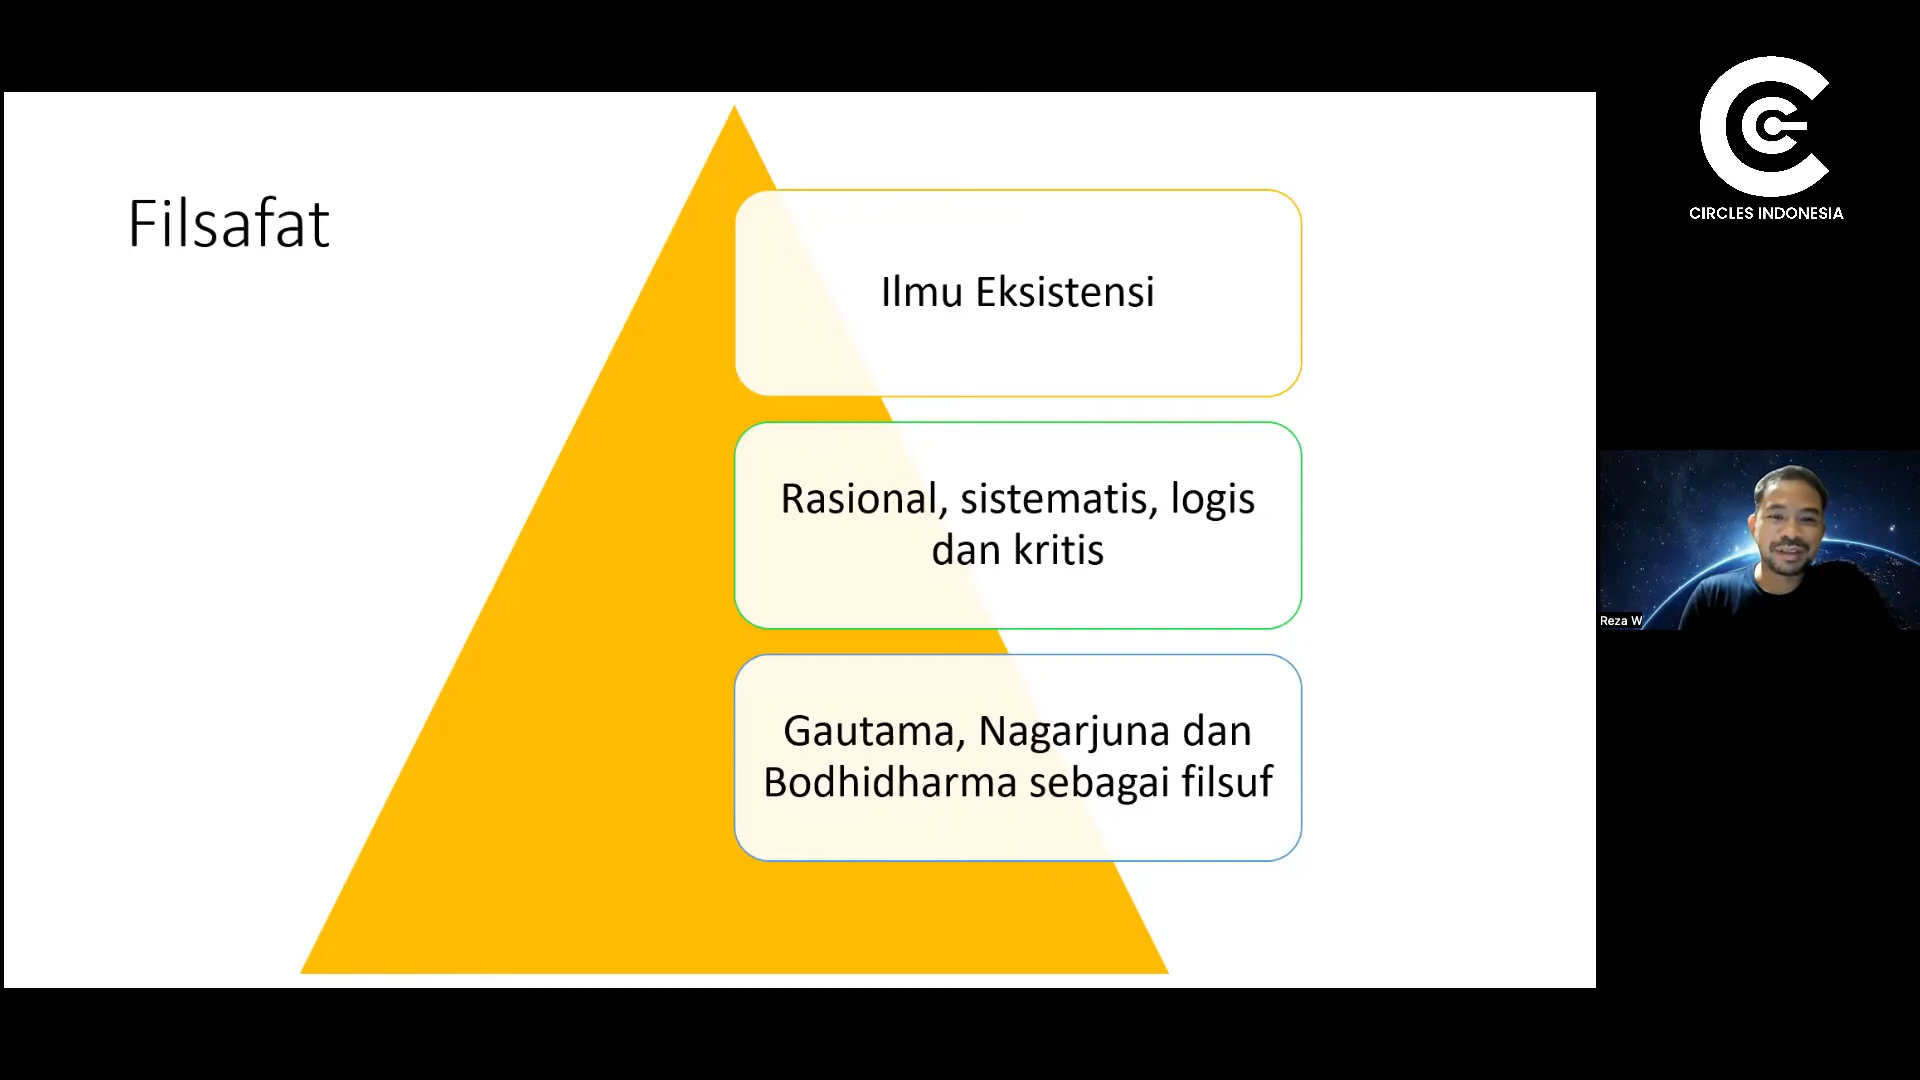 Filsafat
Ilmu Eksistensi
Rasional, sistematis, logis
dan kritis
Gautama, Nagarjuna dan
Bodhidharma sebagai filsuf
CIRCLES INDONESIA
Reza W